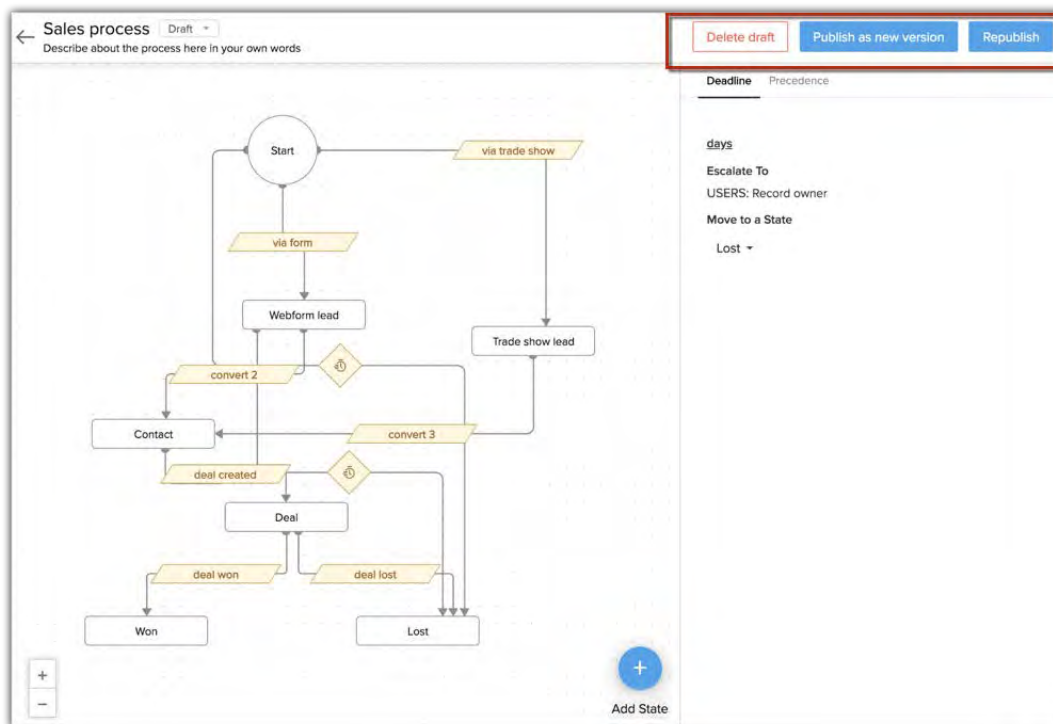 Sales process Draft
Describe about the process here in your own words
Delete draft Publish as new version Republish
Deadline Precedence
days
Escalate To
USERS: Record owner
Move to a State
Lost
Start
via trade show
via form
Webform lead
Trade show lead
convert 2
Contact
convert 3
deal created
Deal
deal won
deal lost
Won
Lost
+
−
+
Add State